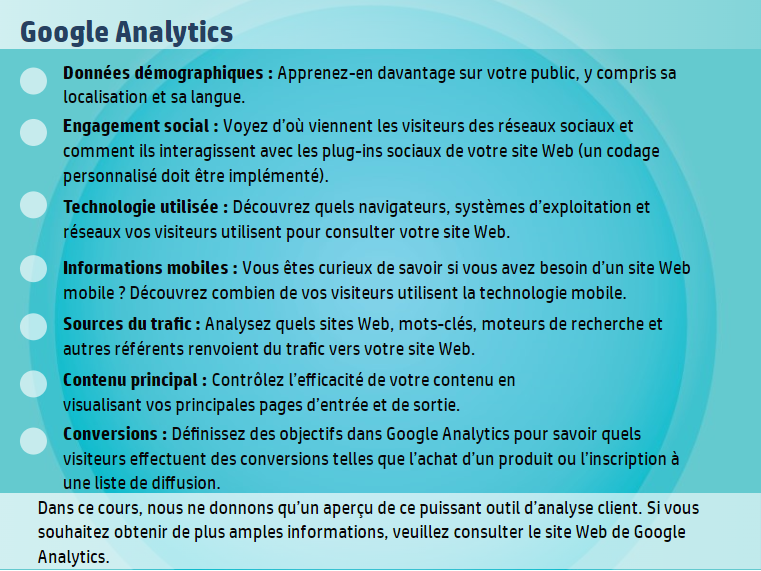 Google Analytics
Données démographiques : Apprenez-en davantage sur votre public, y compris sa
localisation et sa langue.
Engagement social : Voyez d'où viennent les visiteurs des réseaux sociaux et
comment ils interagissent avec les plug-ins sociaux de votre site Web (un codage
personnalisé doit être implémenté).
Technologie utilisée : Découvrez quels navigateurs, systèmes d'exploitation et
réseaux vos visiteurs utilisent pour consulter votre site Web.
Informations mobiles : Vous êtes curieux de savoir si vous avez besoin d'un site Web
mobile ? Découvrez combien de vos visiteurs utilisent la technologie mobile.
Sources du trafic : Analysez quels sites Web, mots-clés, moteurs de recherche et
autres référents renvoient du trafic vers votre site Web.
Contenu principal : Contrôlez l'efficacité de votre contenu en
visualisant vos principales pages d'entrée et de sortie.
Conversions : Définissez des objectifs dans Google Analytics pour savoir quels
visiteurs effectuent des conversions telles que l'achat d'un produit ou l'inscription à
une liste de diffusion.
Dans ce cours, nous ne donnons qu'un aperçu de ce puissant outil d'analyse client. Si vous
souhaitez obtenir de plus amples informations, veuillez consulter le site Web de Google
Analytics.